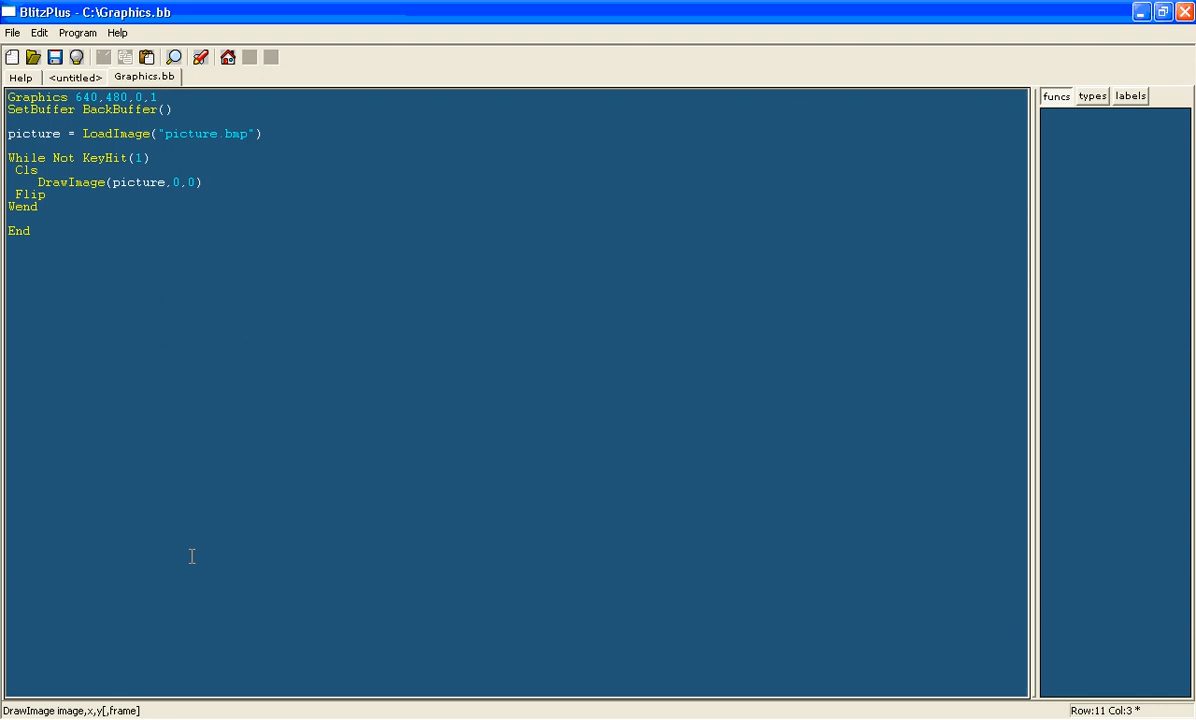 BlitzPlus - C:\Graphics.bb
File Edit Program Help
Help <untitled> Graphics.bb
funcs types labels
Graphics 640,480,0,1
SetBuffer BackBuffer()
picture = LoadImage("picture.bmp")
While Not KeyHit(1)
Cls
DrawImage(picture,0,0)
Flip
Wend
End
DrawImage image,x,y[,frame]
Row:11 Col:3 *